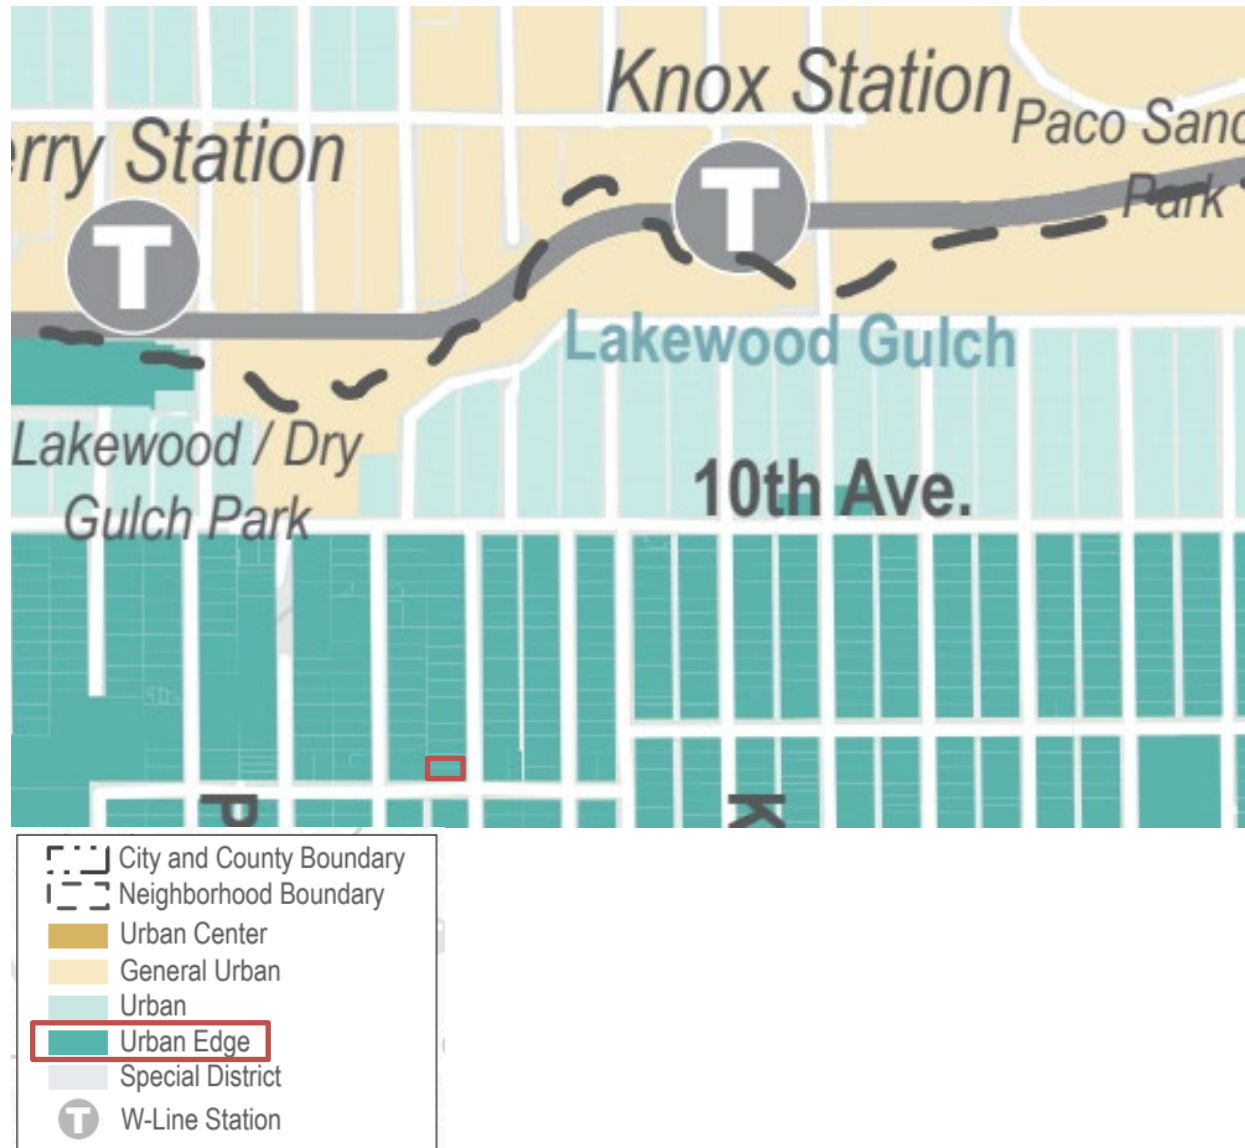 Knox Station
Paco Sand
Park
rry Station
T
T
Lakewood Gulch
Lakewood / Dry
Gulch Park
10th Ave.
P
K
City and County Boundary
Neighborhood Boundary
Urban Center
General Urban
Urban
Urban Edge
Special District
T W-Line Station